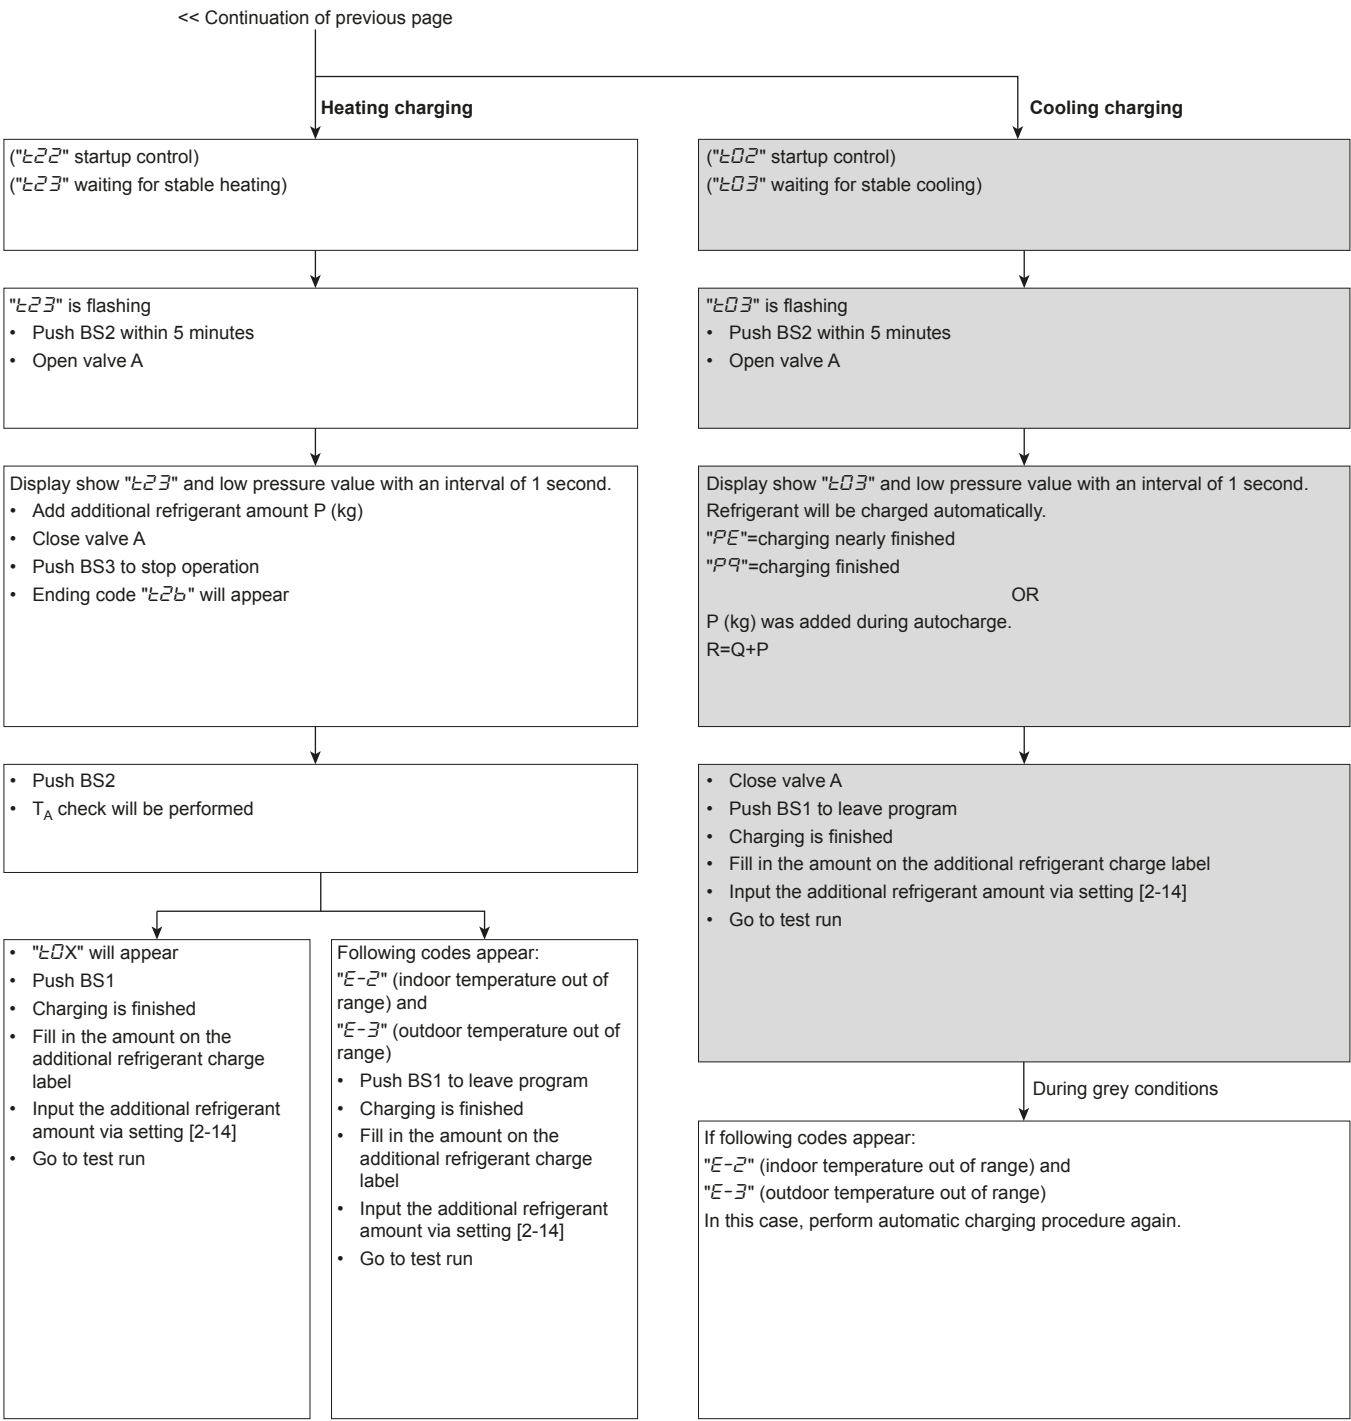 << Continuation of previous page
Heating charging
("t22" startup control)
("t23" waiting for stable heating)
"t23" is flashing
• Push BS2 within 5 minutes
• Open valve A
Display show "t23" and low pressure value with an interval of 1 second.
• Add additional refrigerant amount P (kg)
• Close valve A
• Push BS3 to stop operation
• Ending code "t26" will appear
• Push BS2
• TA check will be performed
• "t0X" will appear
• Push BS1
• Charging is finished
• Fill in the amount on the
additional refrigerant charge
label
• Input the additional refrigerant
amount via setting [2-14]
• Go to test run
Following codes appear:
"E-2" (indoor temperature out of
range) and
"E-3" (outdoor temperature out of
range)
• Push BS1 to leave program
• Charging is finished
• Fill in the amount on the
additional refrigerant charge
label
• Input the additional refrigerant
amount via setting [2-14]
• Go to test run
Cooling charging
("t02" startup control)
("t03" waiting for stable cooling)
"t03" is flashing
• Push BS2 within 5 minutes
• Open valve A
Display show "t03" and low pressure value with an interval of 1 second.
Refrigerant will be charged automatically.
"PE"=charging nearly finished
"P9"=charging finished
OR
P (kg) was added during autocharge.
R=Q+P
• Close valve A
• Push BS1 to leave program
• Charging is finished
• Fill in the amount on the additional refrigerant charge label
• Input the additional refrigerant amount via setting [2-14]
• Go to test run
During grey conditions
If following codes appear:
"E-2" (indoor temperature out of range) and
"E-3" (outdoor temperature out of range)
In this case, perform automatic charging procedure again.